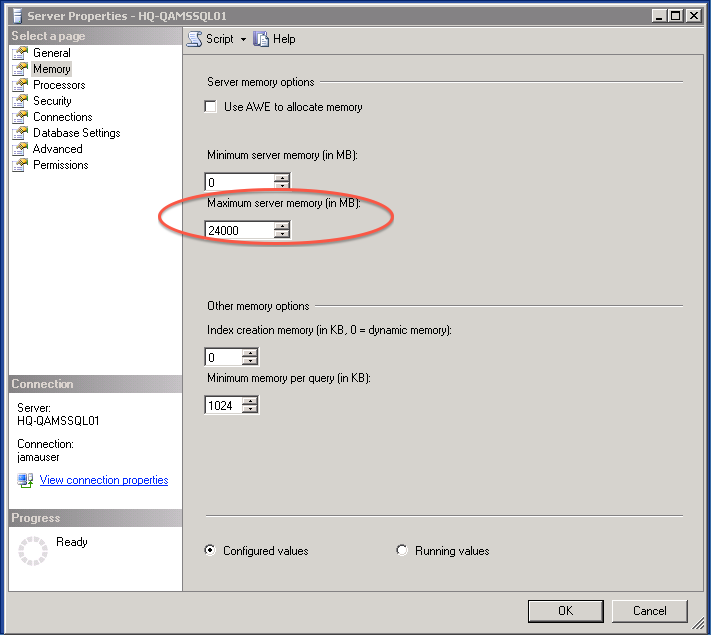 Server Properties - HQ-QAMSSQL01
Select a page
General
Memory
Processors
Security
Connections
Database Settings
Advanced
Permissions
Script
Help
Server memory options
Use AWE to allocate memory
Minimum server memory (in MB):
0
Maximum server memory (in MB):
24000
Other memory options
Index creation memory (in KB, 0 = dynamic memory):
0
Minimum memory per query (in KB):
1024
Connection
Server:
HQ-QAMSSQL01
Connection:
jamauser
View connection properties
Progress
Ready
Configured values
Running values
OK
Cancel